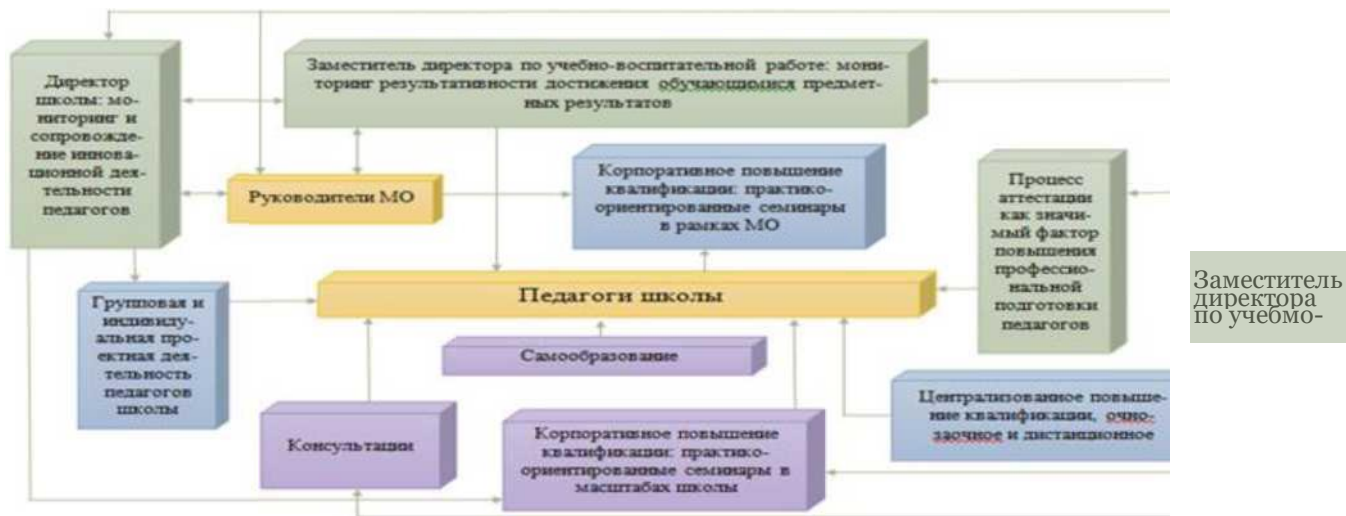 Директор
школы: мо-
ниторинг и
сопровожде-
ние иннова-
ционной дея-
тельности
педагогов
Заместитель директора по учебно-воспитательной работе: мони-
торинг результативности достижения обучающимися предмет-
ных результатов
Руководители МО
Корпоративное повышение
квалификации: практико-
ориентированные семинары
в рамках МО
Процесс
аттестации
как значи-
мый фактор
повышения
профессио-
нальной
подготовки
педагогов
Педагоги школы
Групповая и
индивиду-
альная про-
ектная дея-
тельность
педагогов
школы
Самообразование
Консультации
Корпоративное повышение
квалификации: практико-
ориентированные семинары в
масштабах школы
Централизованное повыше-
ние квалификации, очно-
заочное и дистанционное
Заместитель
директора
по учебмо-